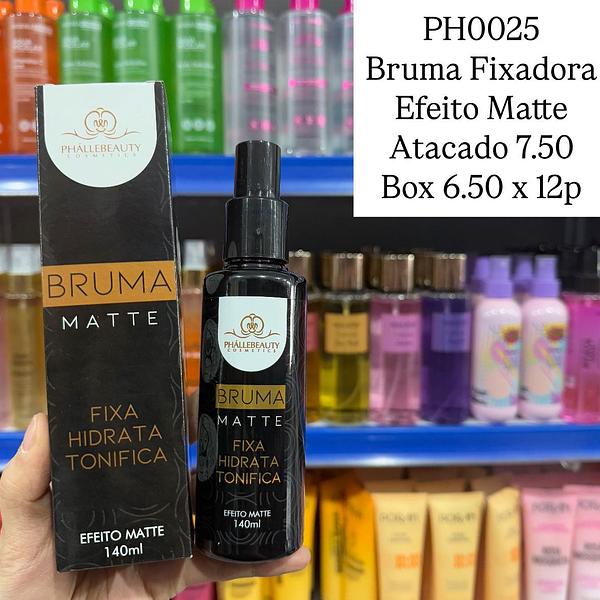 PH0025
Bruma Fixadora
Efeito Matte
Atacado 7.50
Box 6.50 x 12p
PHÁLLEBEAUTY
COSMETICS
BRUMA
MATTE
FIXA
HIDRATA
TONIFICA
EFEITO MATTE
140ml
PHÁLLEBEAUTY
COSMETICS
BRUMA
MATTE
FIXA
HIDRATA
TONIFICA
EFEITO MATTE
140ml